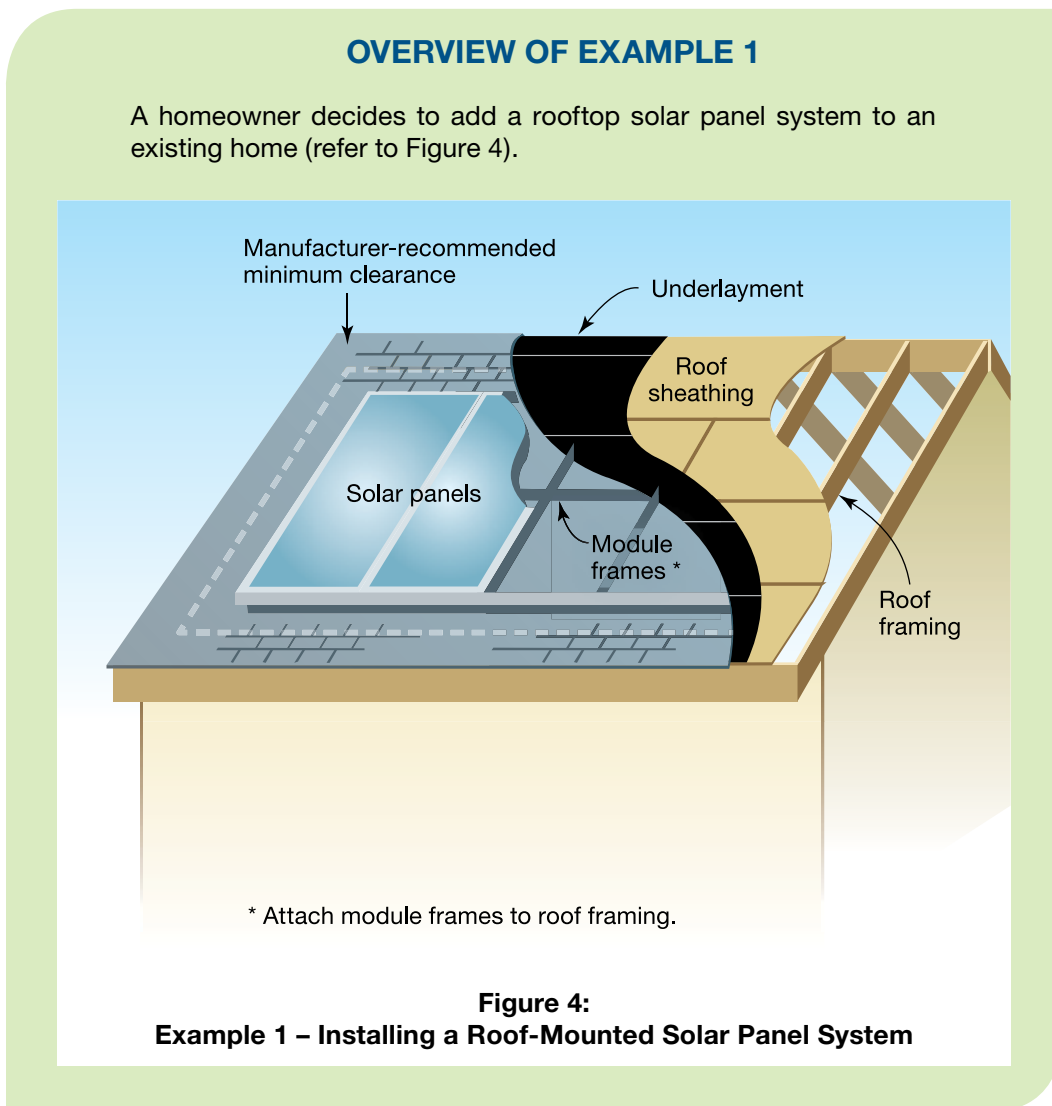 OVERVIEW OF EXAMPLE 1
A homeowner decides to add a rooftop solar panel system to an
existing home (refer to Figure 4).
Manufacturer-recommended
minimum clearance
Underlayment
Roof
sheathing
Solar panels
Module
frames *
Roof
framing
* Attach module frames to roof framing.
Figure 4:
Example 1 – Installing a Roof-Mounted Solar Panel System